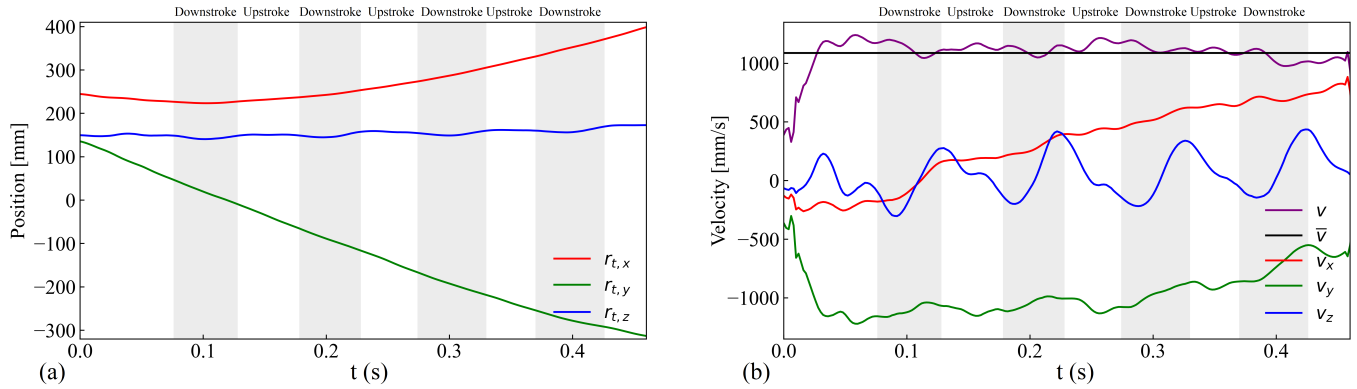 Downstroke Upstroke Downstroke Upstroke Downstroke Upstroke Downstroke
400
300
200
100
0
−100
−200
−300
Position [mm]
r_{t, x}
r_{t, y}
r_{t, z}
0.0 0.1 0.2 0.3 0.4
(a) t (s)
Downstroke Upstroke Downstroke Upstroke Downstroke Upstroke Downstroke
1000
500
0
−500
−1000
Velocity [mm/s]
v
v̅
v_x
v_y
v_z
0.0 0.1 0.2 0.3 0.4
(b) t (s)